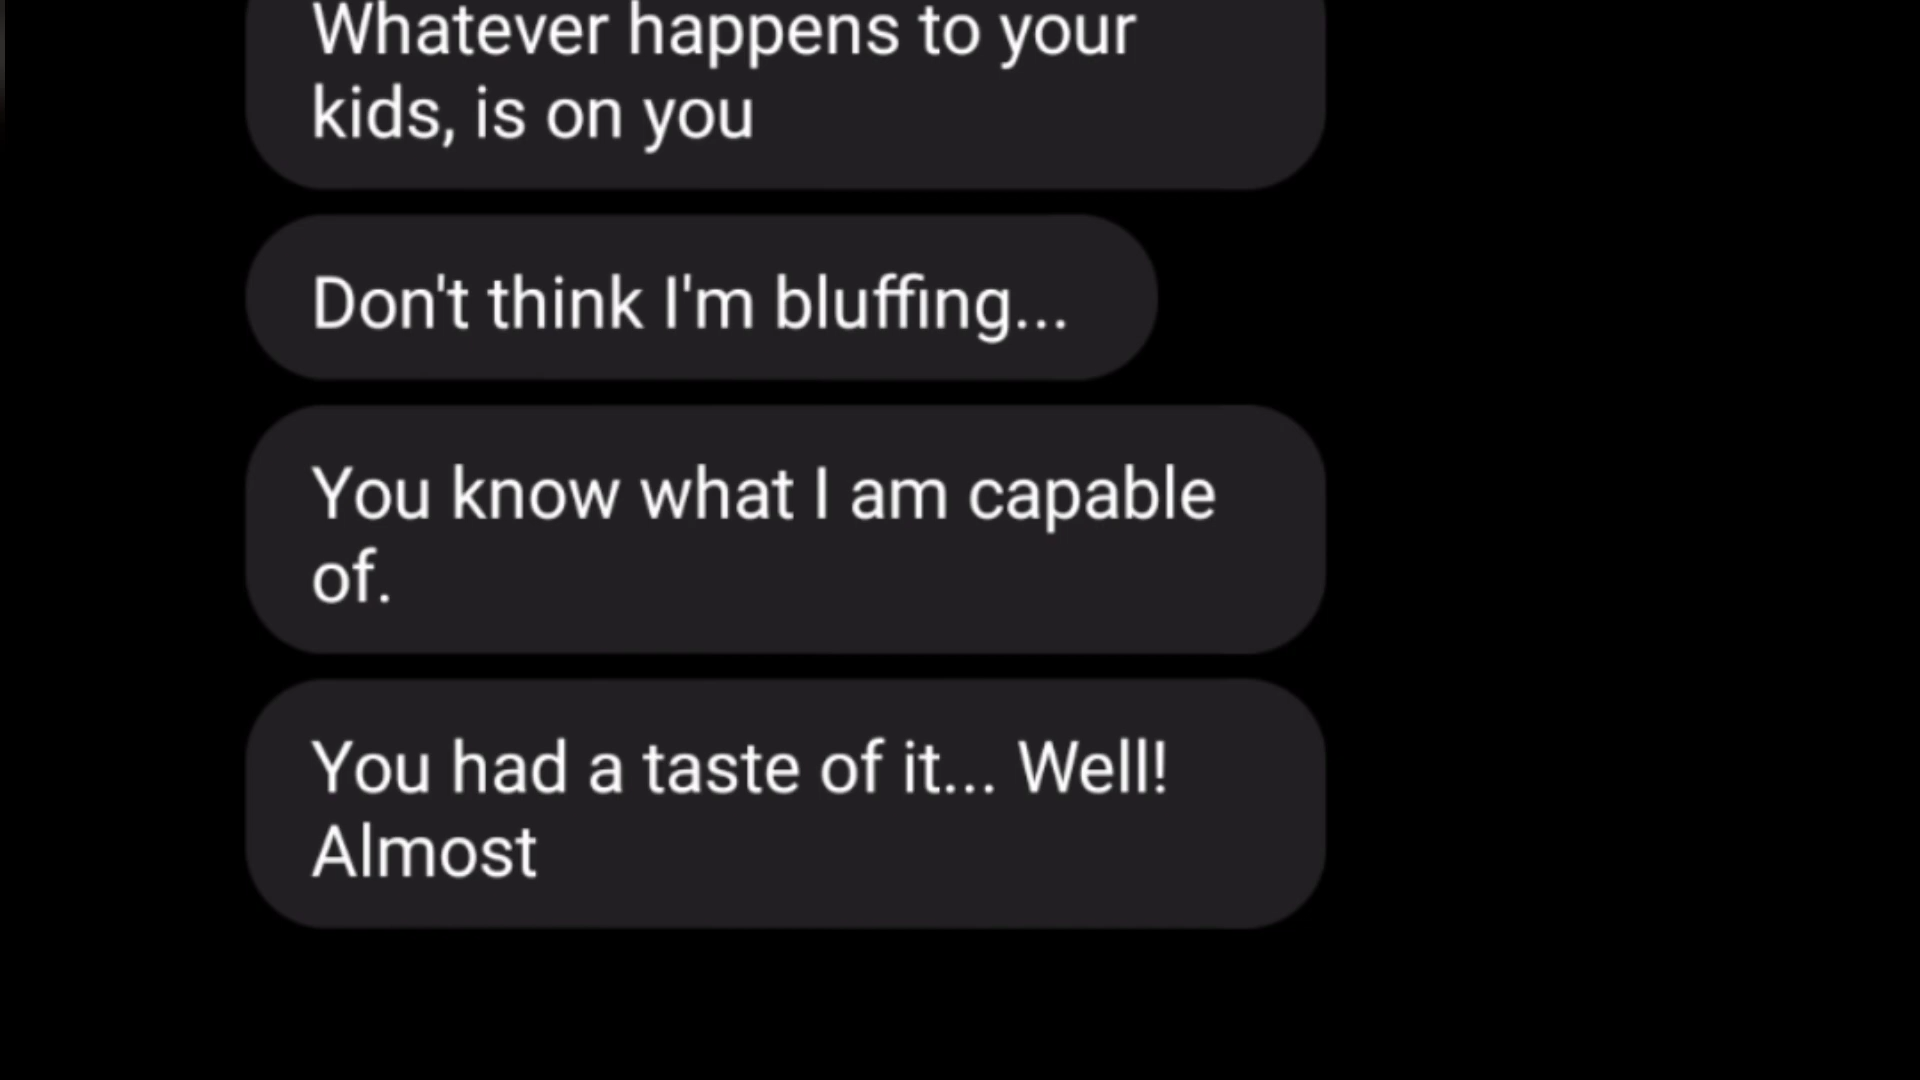 Whatever happens to your
kids, is on you
Don't think I'm bluffing...
You know what I am capable
of.
You had a taste of it... Well!
Almost